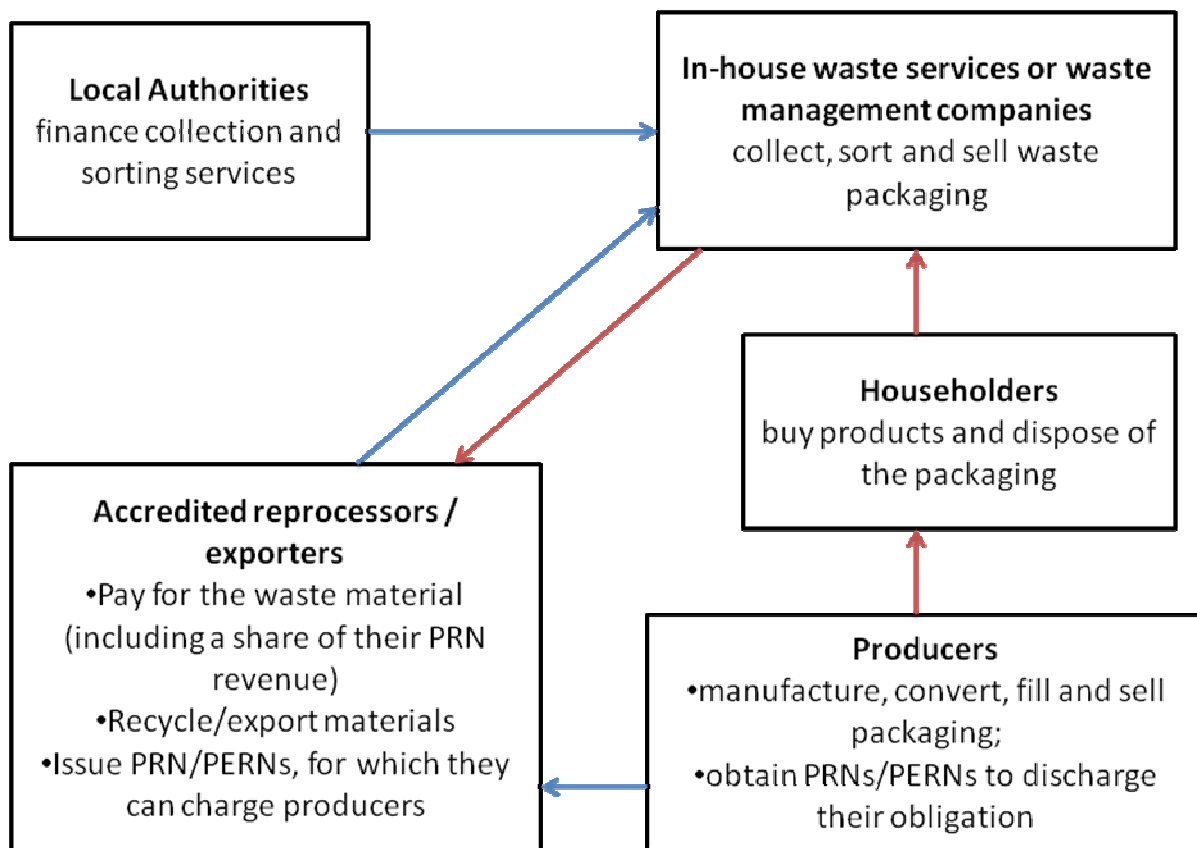 Local Authorities
finance collection and
sorting services
In-house waste services or waste
management companies
collect, sort and sell waste
packaging
Householders
buy products and dispose of
the packaging
Accredited reprocessors /
exporters
•Pay for the waste material
(including a share of their PRN
revenue)
•Recycle/export materials
•Issue PRN/PERNs, for which they
can charge producers
Producers
•manufacture, convert, fill and sell
packaging;
•obtain PRNs/PERNs to discharge
their obligation